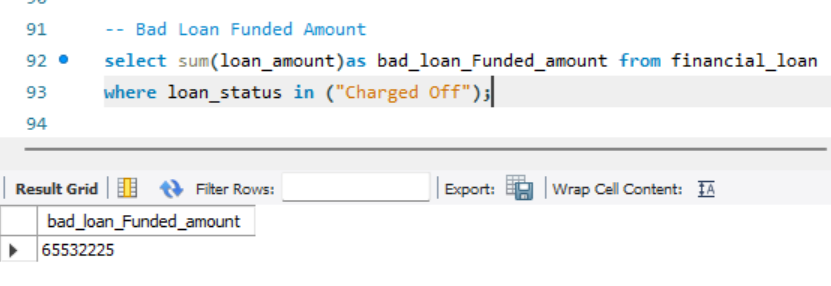 91 -- Bad Loan Funded Amount
92 select sum(loan_amount)as bad_loan_Funded_amount from financial_loan
93 where loan_status in ("Charged Off");
94
Result Grid Filter Rows: Export: Wrap Cell Content: IA
bad_loan_Funded_amount
65532225